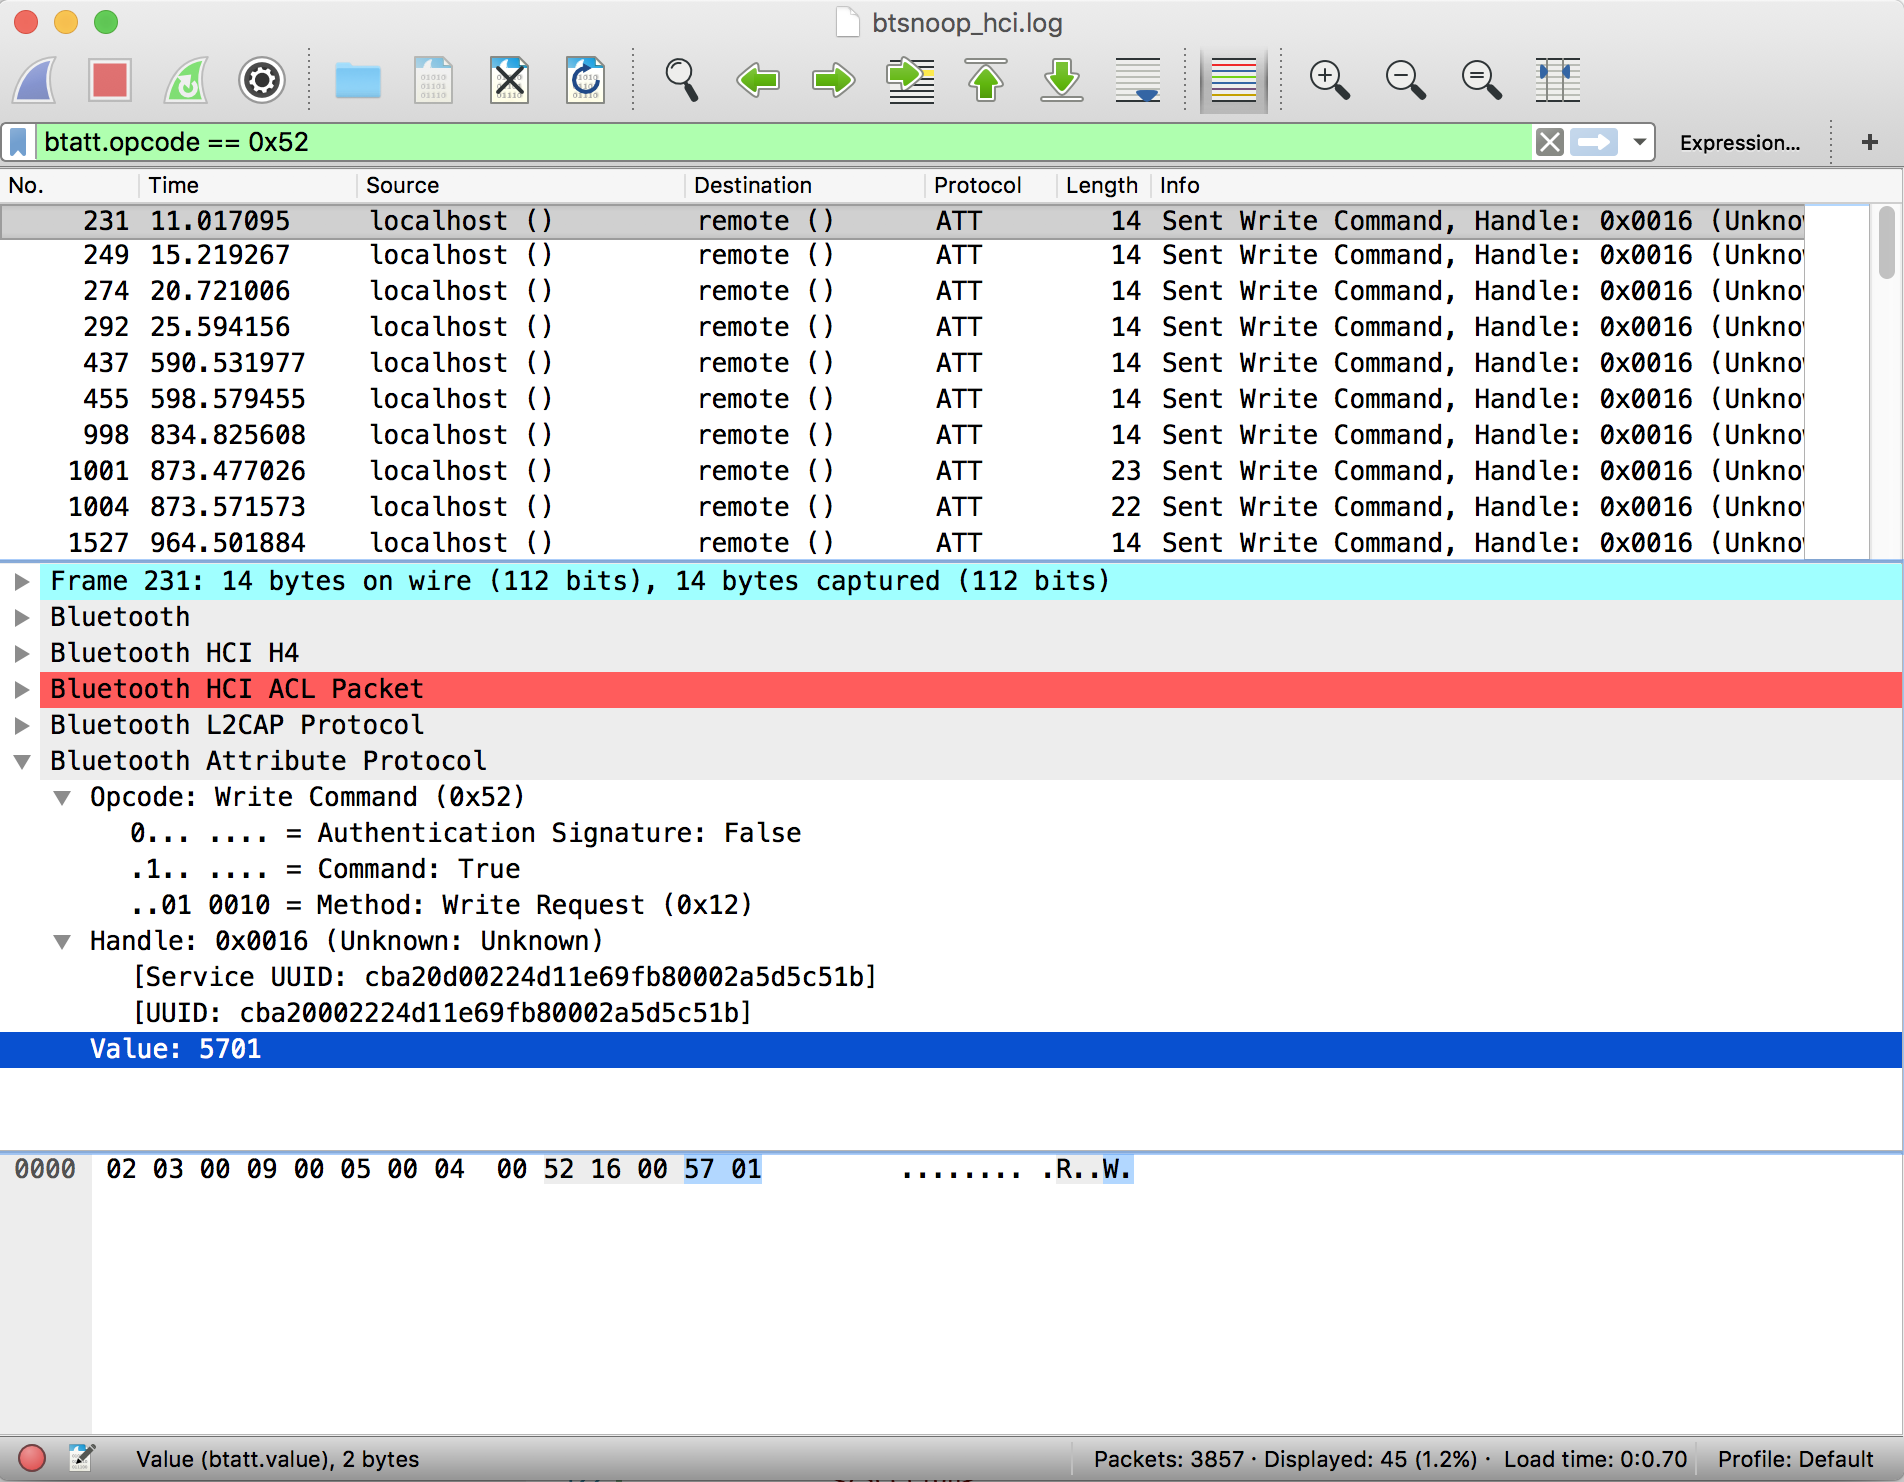 btsnoop_hci.log
btatt.opcode == 0x52
Expression...
+
No. Time Source Destination Protocol Length Info
231 11.017095 localhost () remote () ATT 14 Sent Write Command, Handle: 0x0016 (Unkno
249 15.219267 localhost () remote () ATT 14 Sent Write Command, Handle: 0x0016 (Unkno
274 20.721006 localhost () remote () ATT 14 Sent Write Command, Handle: 0x0016 (Unkno
292 25.594156 localhost () remote () ATT 14 Sent Write Command, Handle: 0x0016 (Unkno
437 590.531977 localhost () remote () ATT 14 Sent Write Command, Handle: 0x0016 (Unkno
455 598.579455 localhost () remote () ATT 14 Sent Write Command, Handle: 0x0016 (Unkno
998 834.825608 localhost () remote () ATT 14 Sent Write Command, Handle: 0x0016 (Unkno
1001 873.477026 localhost () remote () ATT 23 Sent Write Command, Handle: 0x0016 (Unkno
1004 873.571573 localhost () remote () ATT 22 Sent Write Command, Handle: 0x0016 (Unkno
1527 964.501884 localhost () remote () ATT 14 Sent Write Command, Handle: 0x0016 (Unkno
Frame 231: 14 bytes on wire (112 bits), 14 bytes captured (112 bits)
Bluetooth
Bluetooth HCI H4
Bluetooth HCI ACL Packet
Bluetooth L2CAP Protocol
Bluetooth Attribute Protocol
Opcode: Write Command (0x52)
0... .... = Authentication Signature: False
.1.. .... = Command: True
..01 0010 = Method: Write Request (0x12)
Handle: 0x0016 (Unknown: Unknown)
[Service UUID: cba20d00224d11e69fb80002a5d5c51b]
[UUID: cba20002224d11e69fb80002a5d5c51b]
Value: 5701
0000 02 03 00 09 00 05 00 04 00 52 16 00 57 01 ........ .R..W.
Value (btatt.value), 2 bytes
Packets: 3857 · Displayed: 45 (1.2%) · Load time: 0:0.70
Profile: Default